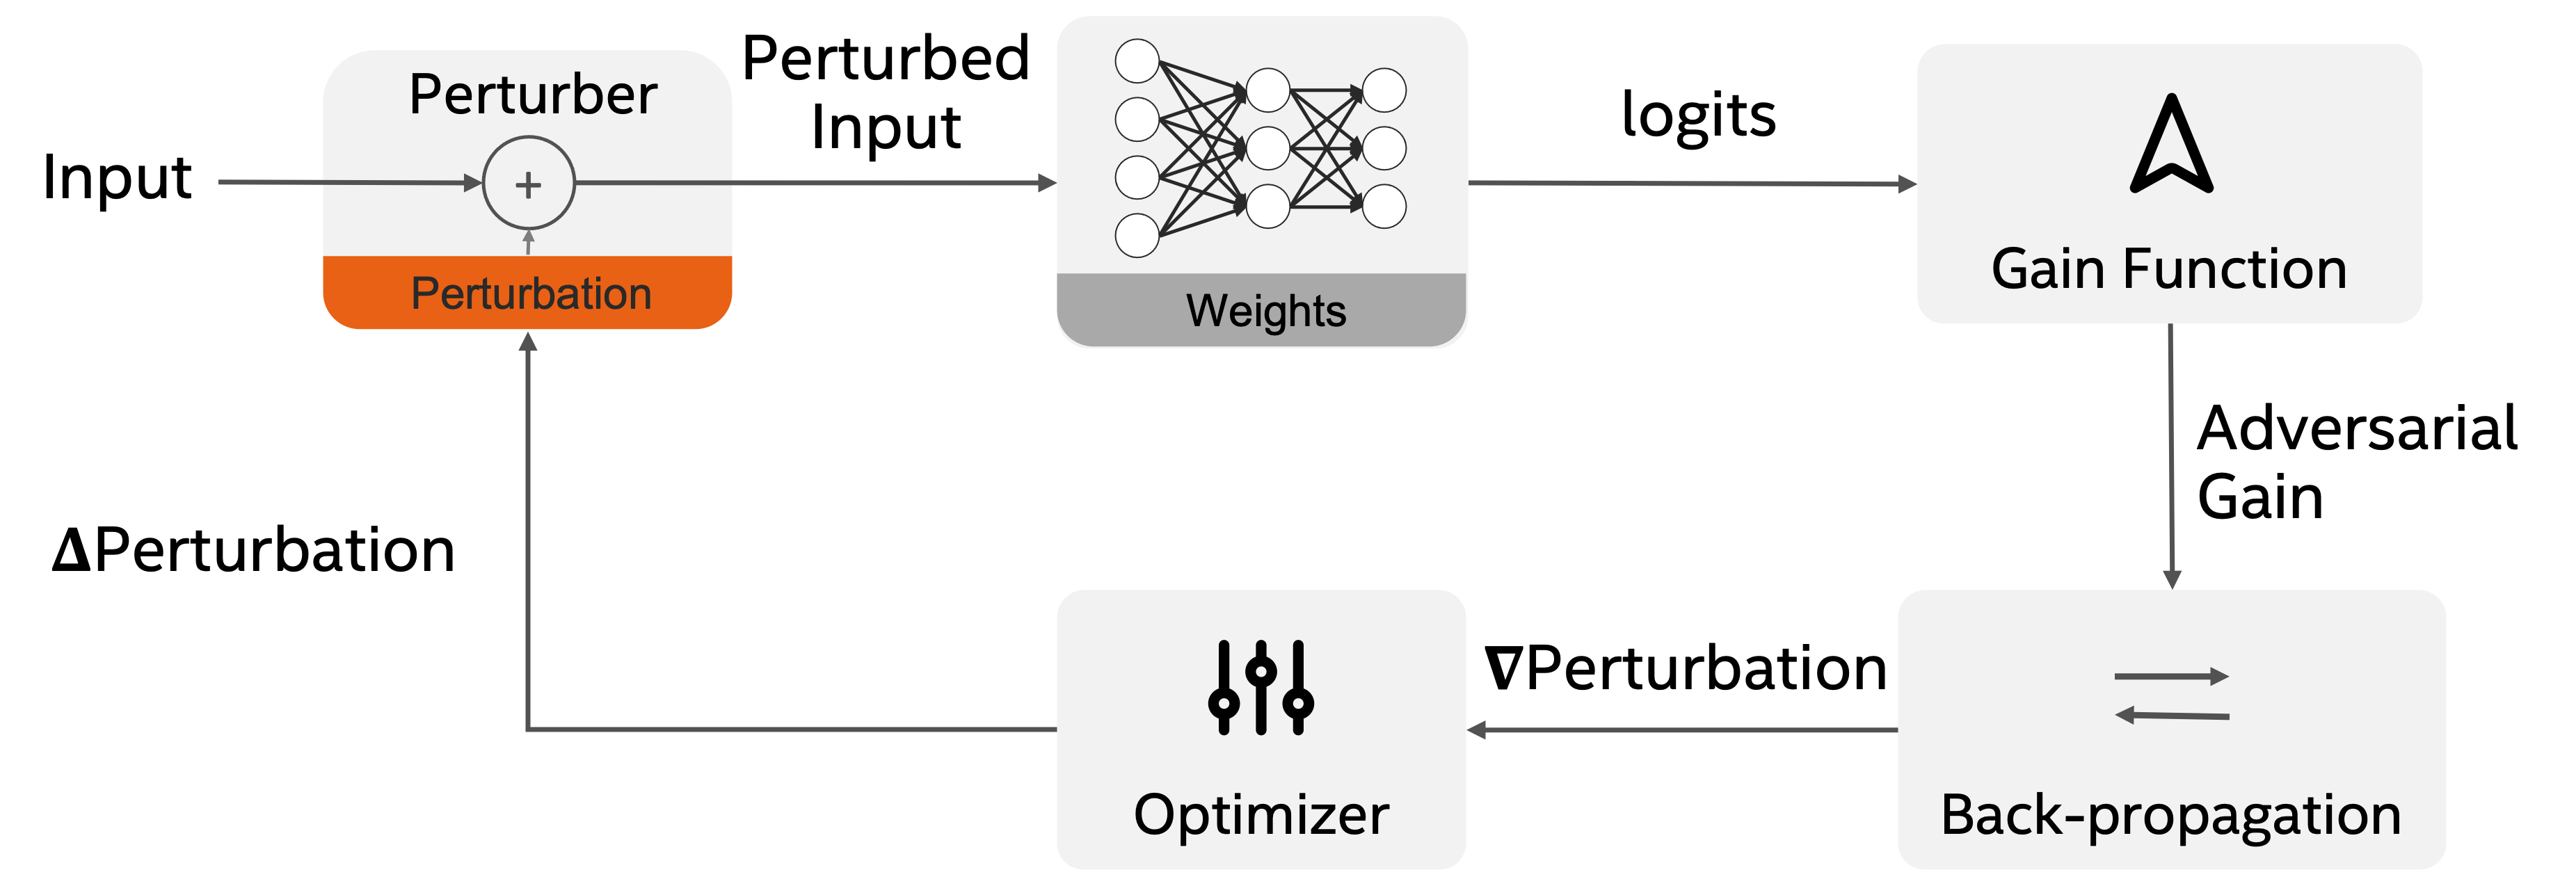 Perturber
Input
+
Perturbation
Perturbed
Input
Weights
logits
Gain Function
Adversarial
Gain
Back-propagation
∇Perturbation
Optimizer
ΔPerturbation